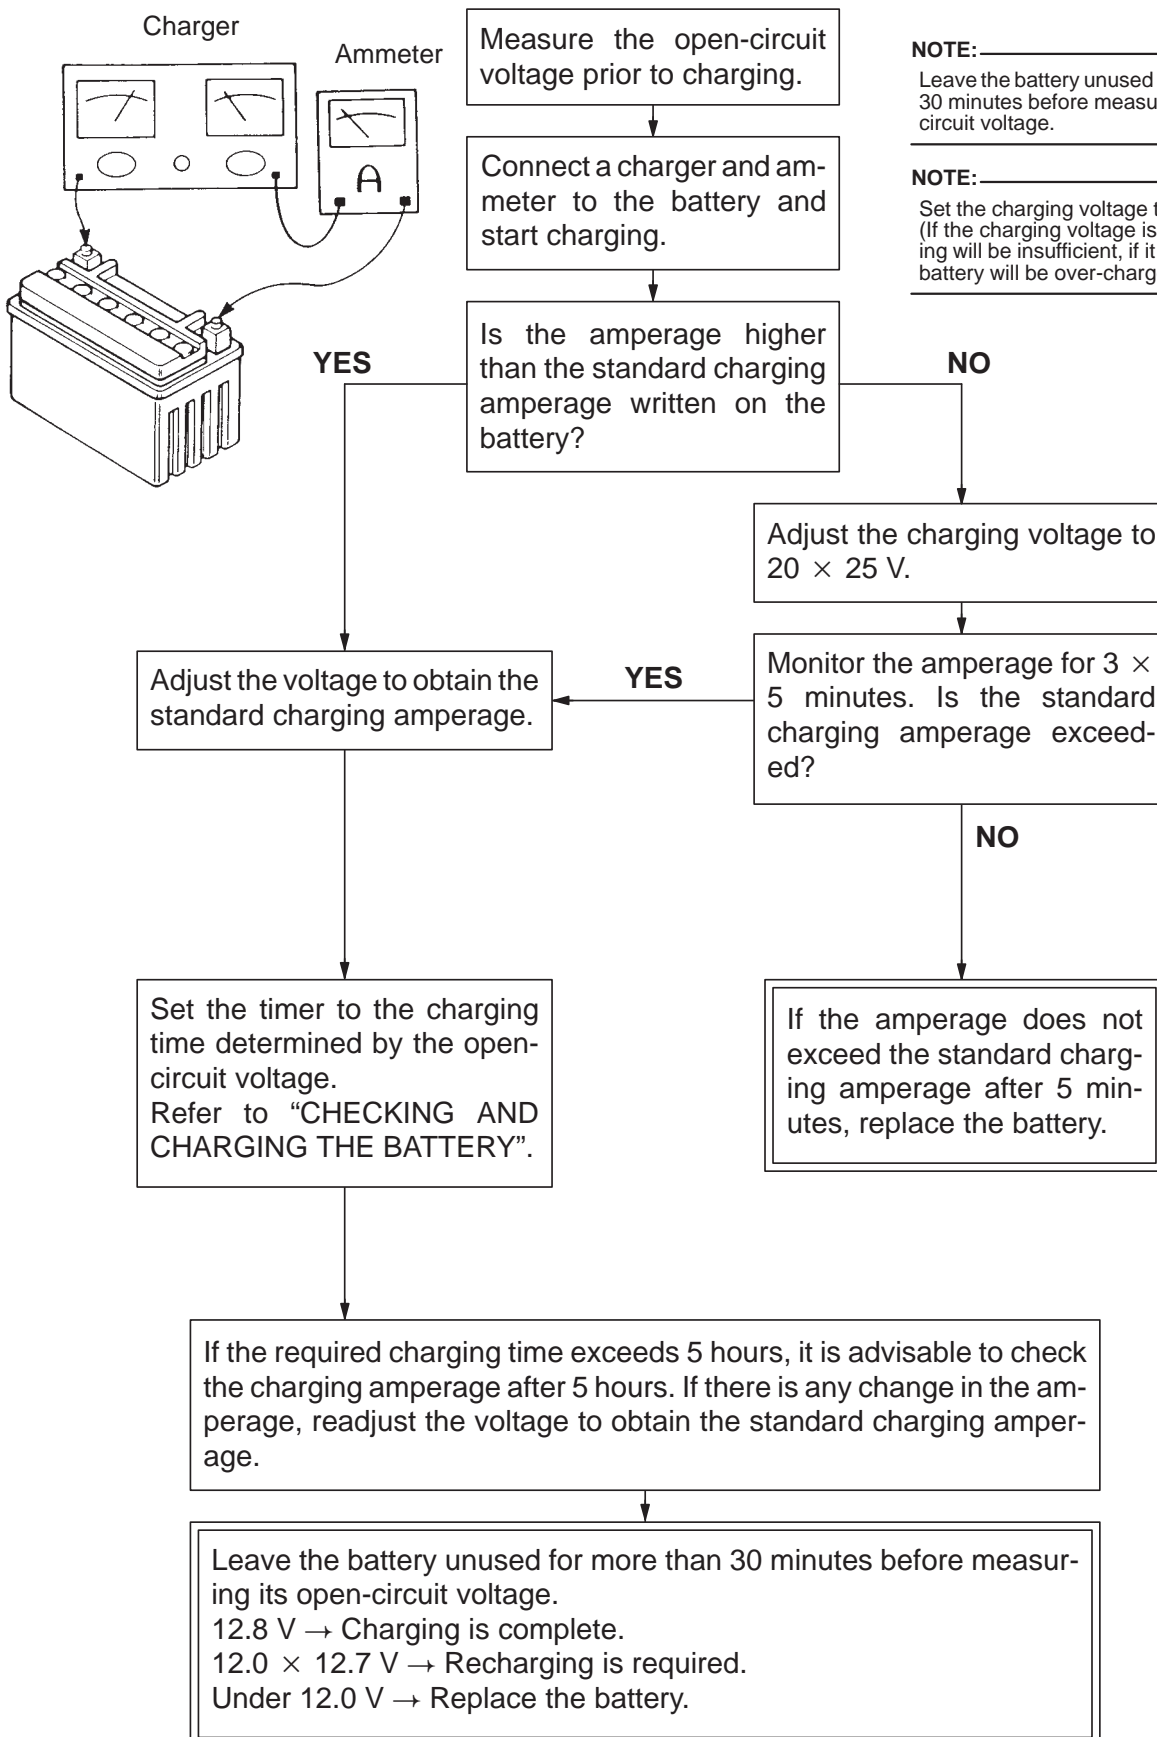 Charger
Ammeter
Measure the open-circuit
voltage prior to charging.
NOTE:
Leave the battery unused
30 minutes before measu
circuit voltage.
Connect a charger and am-
meter to the battery and
start charging.
NOTE:
Set the charging voltage t
(If the charging voltage is
ing will be insufficient, if it
battery will be over-charg
A
Is the amperage higher
than the standard charging
amperage written on the
battery?
YES
NO
Adjust the charging voltage to
20 × 25 V.
Adjust the voltage to obtain the
standard charging amperage.
YES
Monitor the amperage for 3 ×
5 minutes. Is the standard
charging amperage exceed-
ed?
NO
Set the timer to the charging
time determined by the open-
circuit voltage.
Refer to “CHECKING AND
CHARGING THE BATTERY”.
If the amperage does not
exceed the standard charg-
ing amperage after 5 min-
utes, replace the battery.
If the required charging time exceeds 5 hours, it is advisable to check
the charging amperage after 5 hours. If there is any change in the am-
perage, readjust the voltage to obtain the standard charging amper-
age.
Leave the battery unused for more than 30 minutes before measur-
ing its open-circuit voltage.
12.8 V → Charging is complete.
12.0 × 12.7 V → Recharging is required.
Under 12.0 V → Replace the battery.